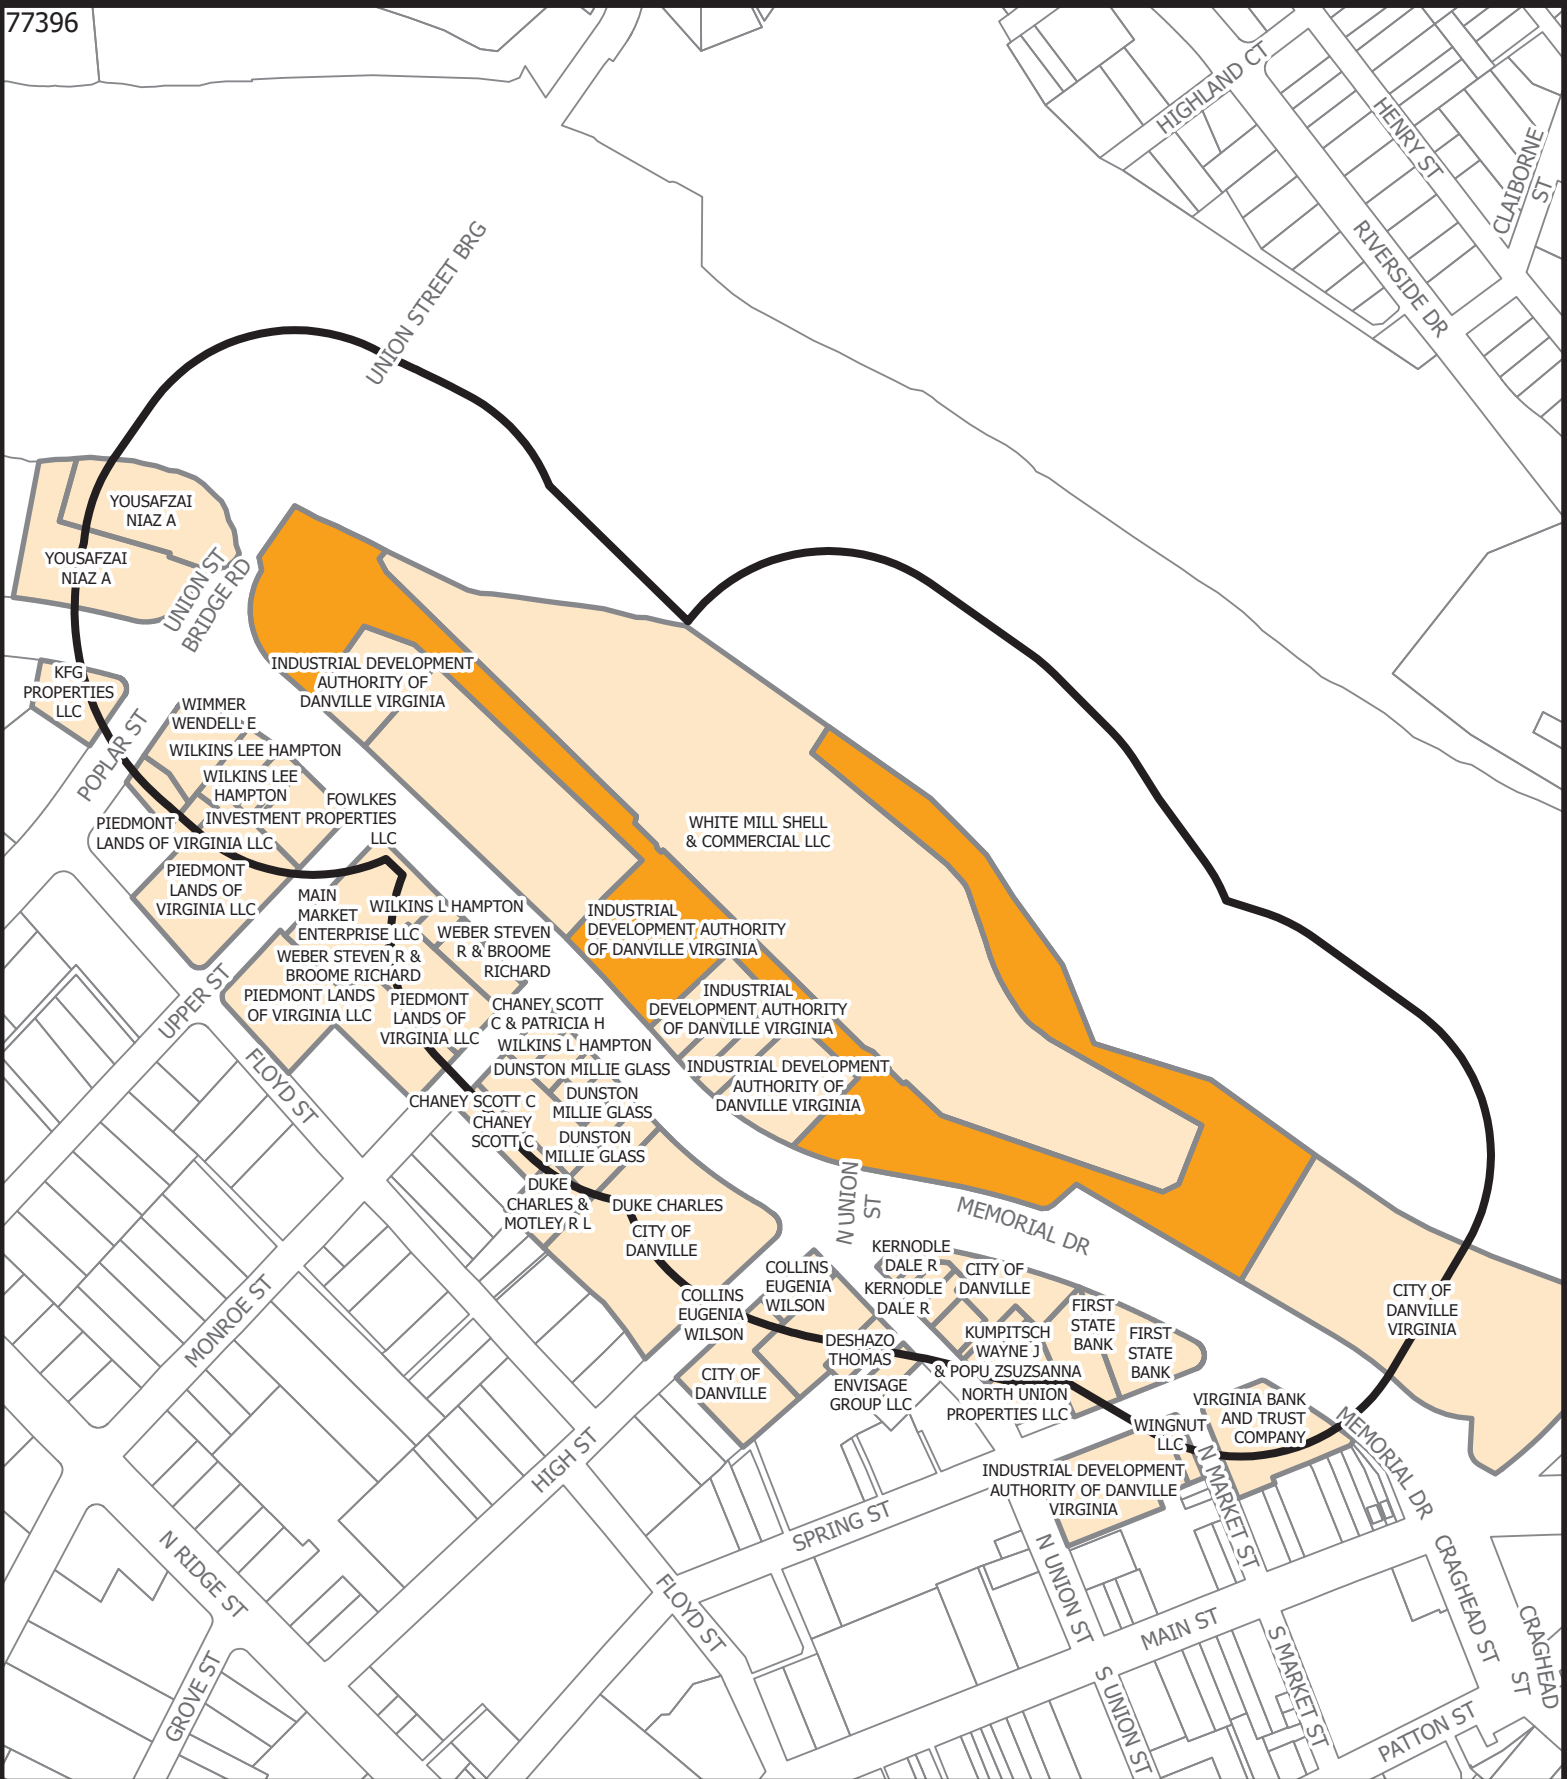 77396
HIGHLAND CT
HENRY ST
CLAIBORNE
ST
RIVERSIDE DR
UNION STREET BRG
YOUSAFZAI
NIAZ A
YOUSAFZAI
NIAZ A
UNION ST
BRIDGE RD
KFG
PROPERTIES
LLC
POPLAR ST
INDUSTRIAL DEVELOPMENT
AUTHORITY OF
DANVILLE VIRGINIA
WIMMER
WENDELL E
WILKINS LEE HAMPTON
WILKINS LEE
HAMPTON
FOWLKES
INVESTMENT PROPERTIES
LLC
PIEDMONT
LANDS OF VIRGINIA LLC
PIEDMONT
LANDS OF
VIRGINIA LLC
WHITE MILL SHELL
& COMMERCIAL LLC
MAIN
MARKET
ENTERPRISE LLC
WILKINS L HAMPTON
WEBER STEVEN
R & BROOME
RICHARD
WEBER STEVEN R &
BROOME RICHARD
INDUSTRIAL
DEVELOPMENT AUTHORITY
OF DANVILLE VIRGINIA
PIEDMONT LANDS
OF VIRGINIA LLC
PIEDMONT
LANDS OF
VIRGINIA LLC
CHANEY SCOTT
C & PATRICIA H
INDUSTRIAL
DEVELOPMENT AUTHORITY
OF DANVILLE VIRGINIA
UPPER ST
FLOYD ST
WILKINS L HAMPTON
DUNSTON MILLIE GLASS
INDUSTRIAL DEVELOPMENT
AUTHORITY OF
DANVILLE VIRGINIA
CHANEY SCOTT C
DUNSTON
MILLIE GLASS
CHANEY
SCOTT C
DUNSTON
MILLIE GLASS
DUKE
CHARLES &
MOTLEY R L
DUKE CHARLES
CITY OF
DANVILLE
N UNION
ST
MEMORIAL DR
KERNODLE
DALE R
CITY OF
DANVILLE
COLLINS
EUGENIA
WILSON
KERNODLE
DALE R
COLLINS
EUGENIA
WILSON
FIRST
STATE
BANK
FIRST
STATE
BANK
CITY OF
DANVILLE
VIRGINIA
MONROE ST
DESHAZO
THOMAS
KUMPITSCH
WAYNE J
& POPU ZSUZSANNA
CITY OF
DANVILLE
ENVISAGE
GROUP LLC
NORTH UNION
PROPERTIES LLC
WINGNUT
LLC
VIRGINIA BANK
AND TRUST
COMPANY
MEMORIAL DR
HIGH ST
INDUSTRIAL DEVELOPMENT
AUTHORITY OF DANVILLE
VIRGINIA
N MARKET ST
SPRING ST
N RIDGE ST
N UNION ST
FLOYD ST
MAIN ST
CRAGHEAD ST
CRAGHEAD
ST
GROVE ST
S UNION ST
S MARKET ST
PATTON ST